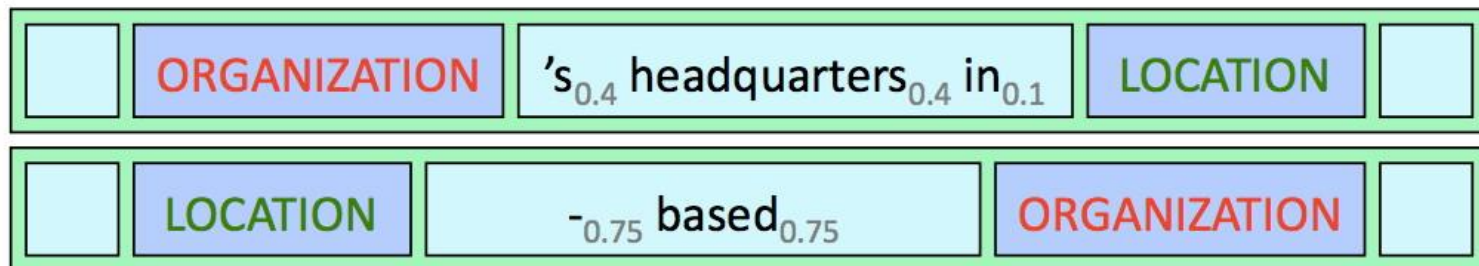 ORGANIZATION 's0.4 headquarters0.4 in0.1 LOCATION
LOCATION -0.75 based0.75 ORGANIZATION